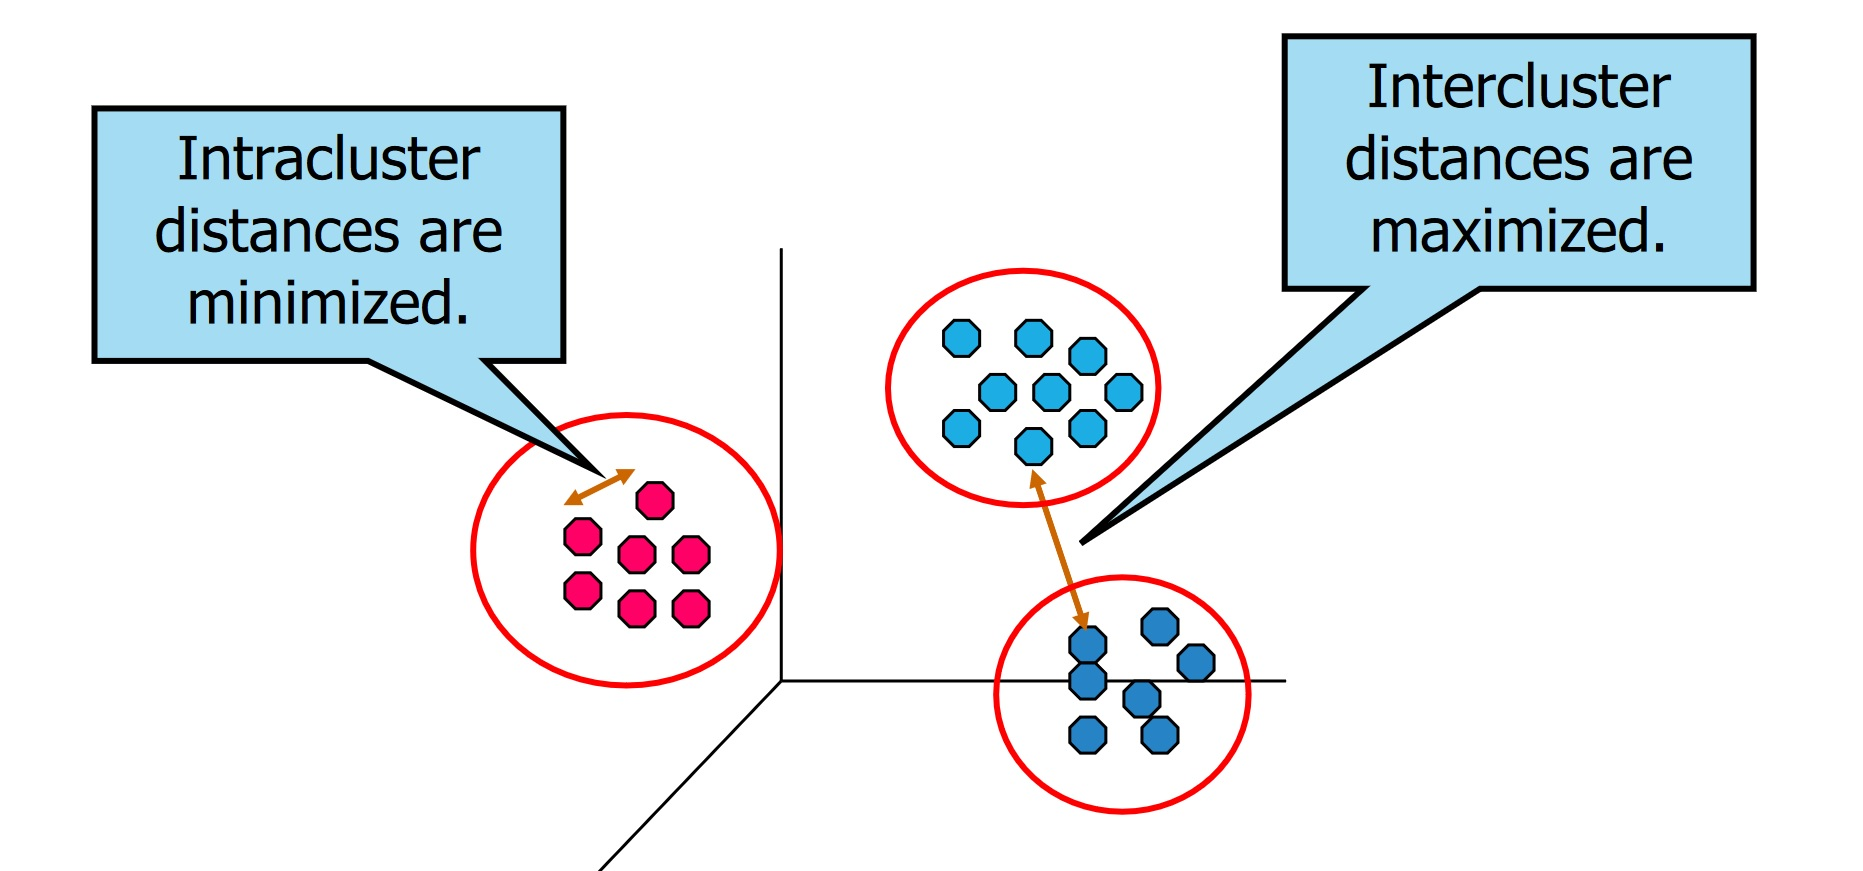 Intracluster
distances are
minimized.
Intercluster
distances are
maximized.